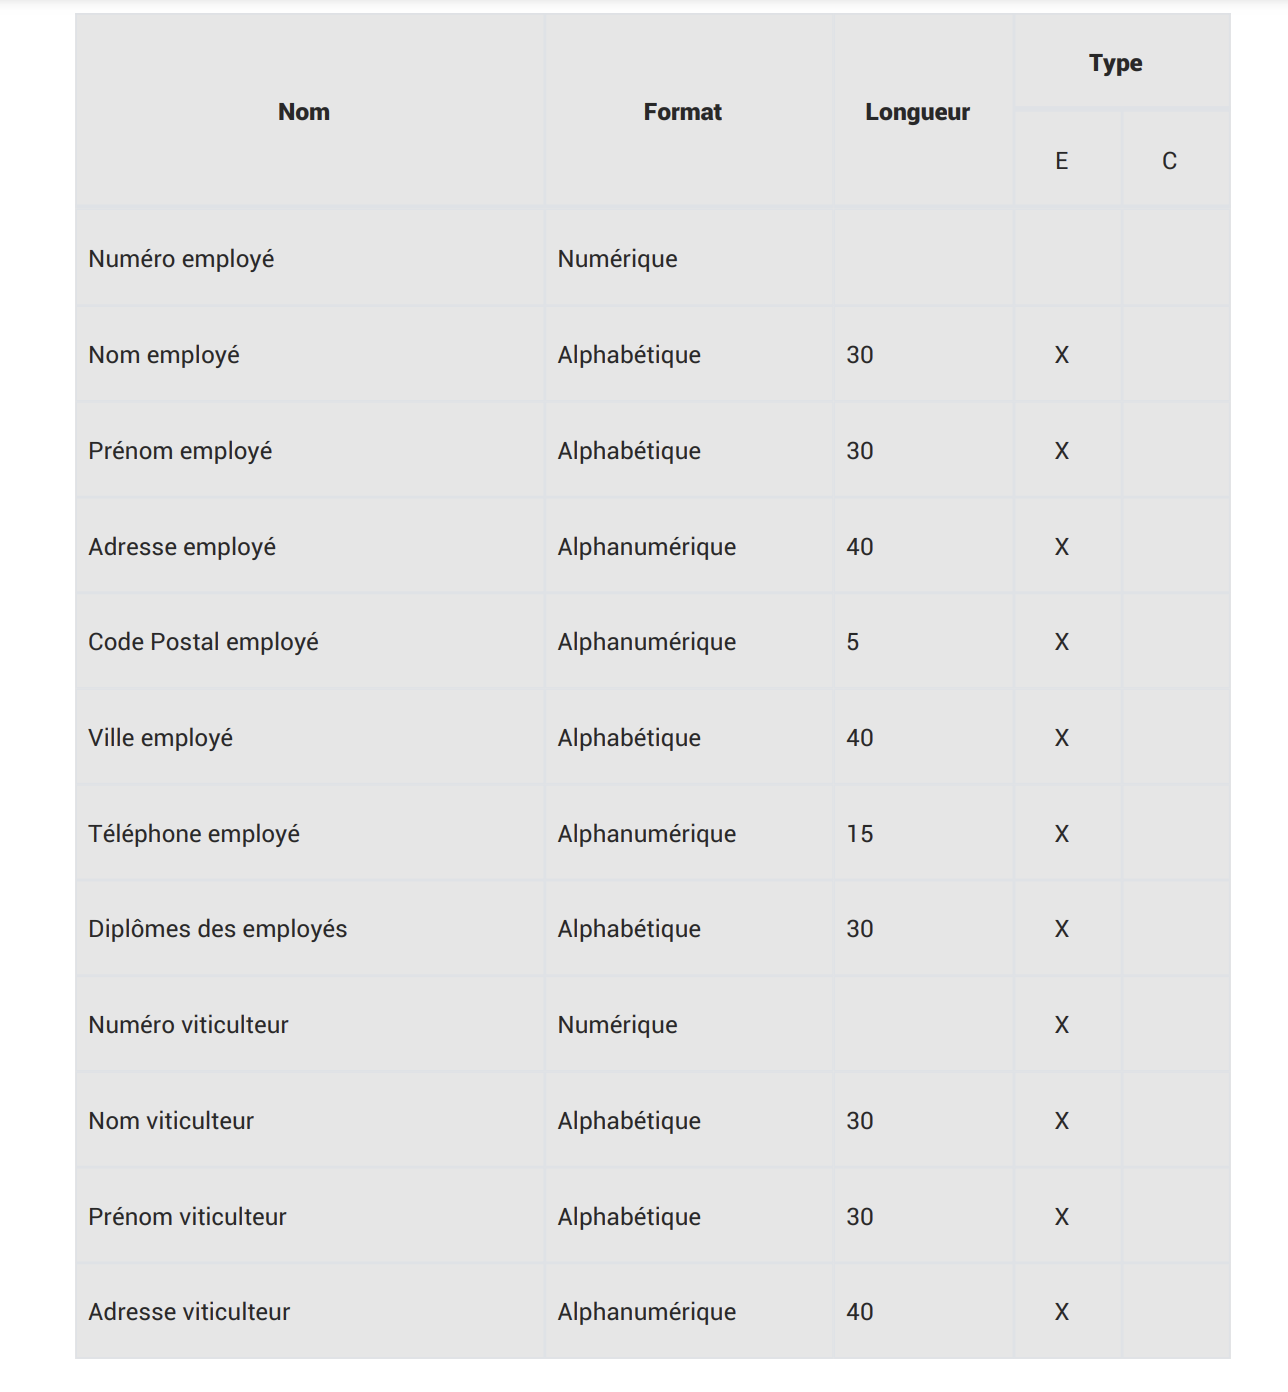 Nom Format Longueur Type
E C
Numéro employé Numérique
Nom employé Alphabétique 30 X
Prénom employé Alphabétique 30 X
Adresse employé Alphanumérique 40 X
Code Postal employé Alphanumérique 5 X
Ville employé Alphabétique 40 X
Téléphone employé Alphanumérique 15 X
Diplômes des employés Alphabétique 30 X
Numéro viticulteur Numérique X
Nom viticulteur Alphabétique 30 X
Prénom viticulteur Alphabétique 30 X
Adresse viticulteur Alphanumérique 40 X